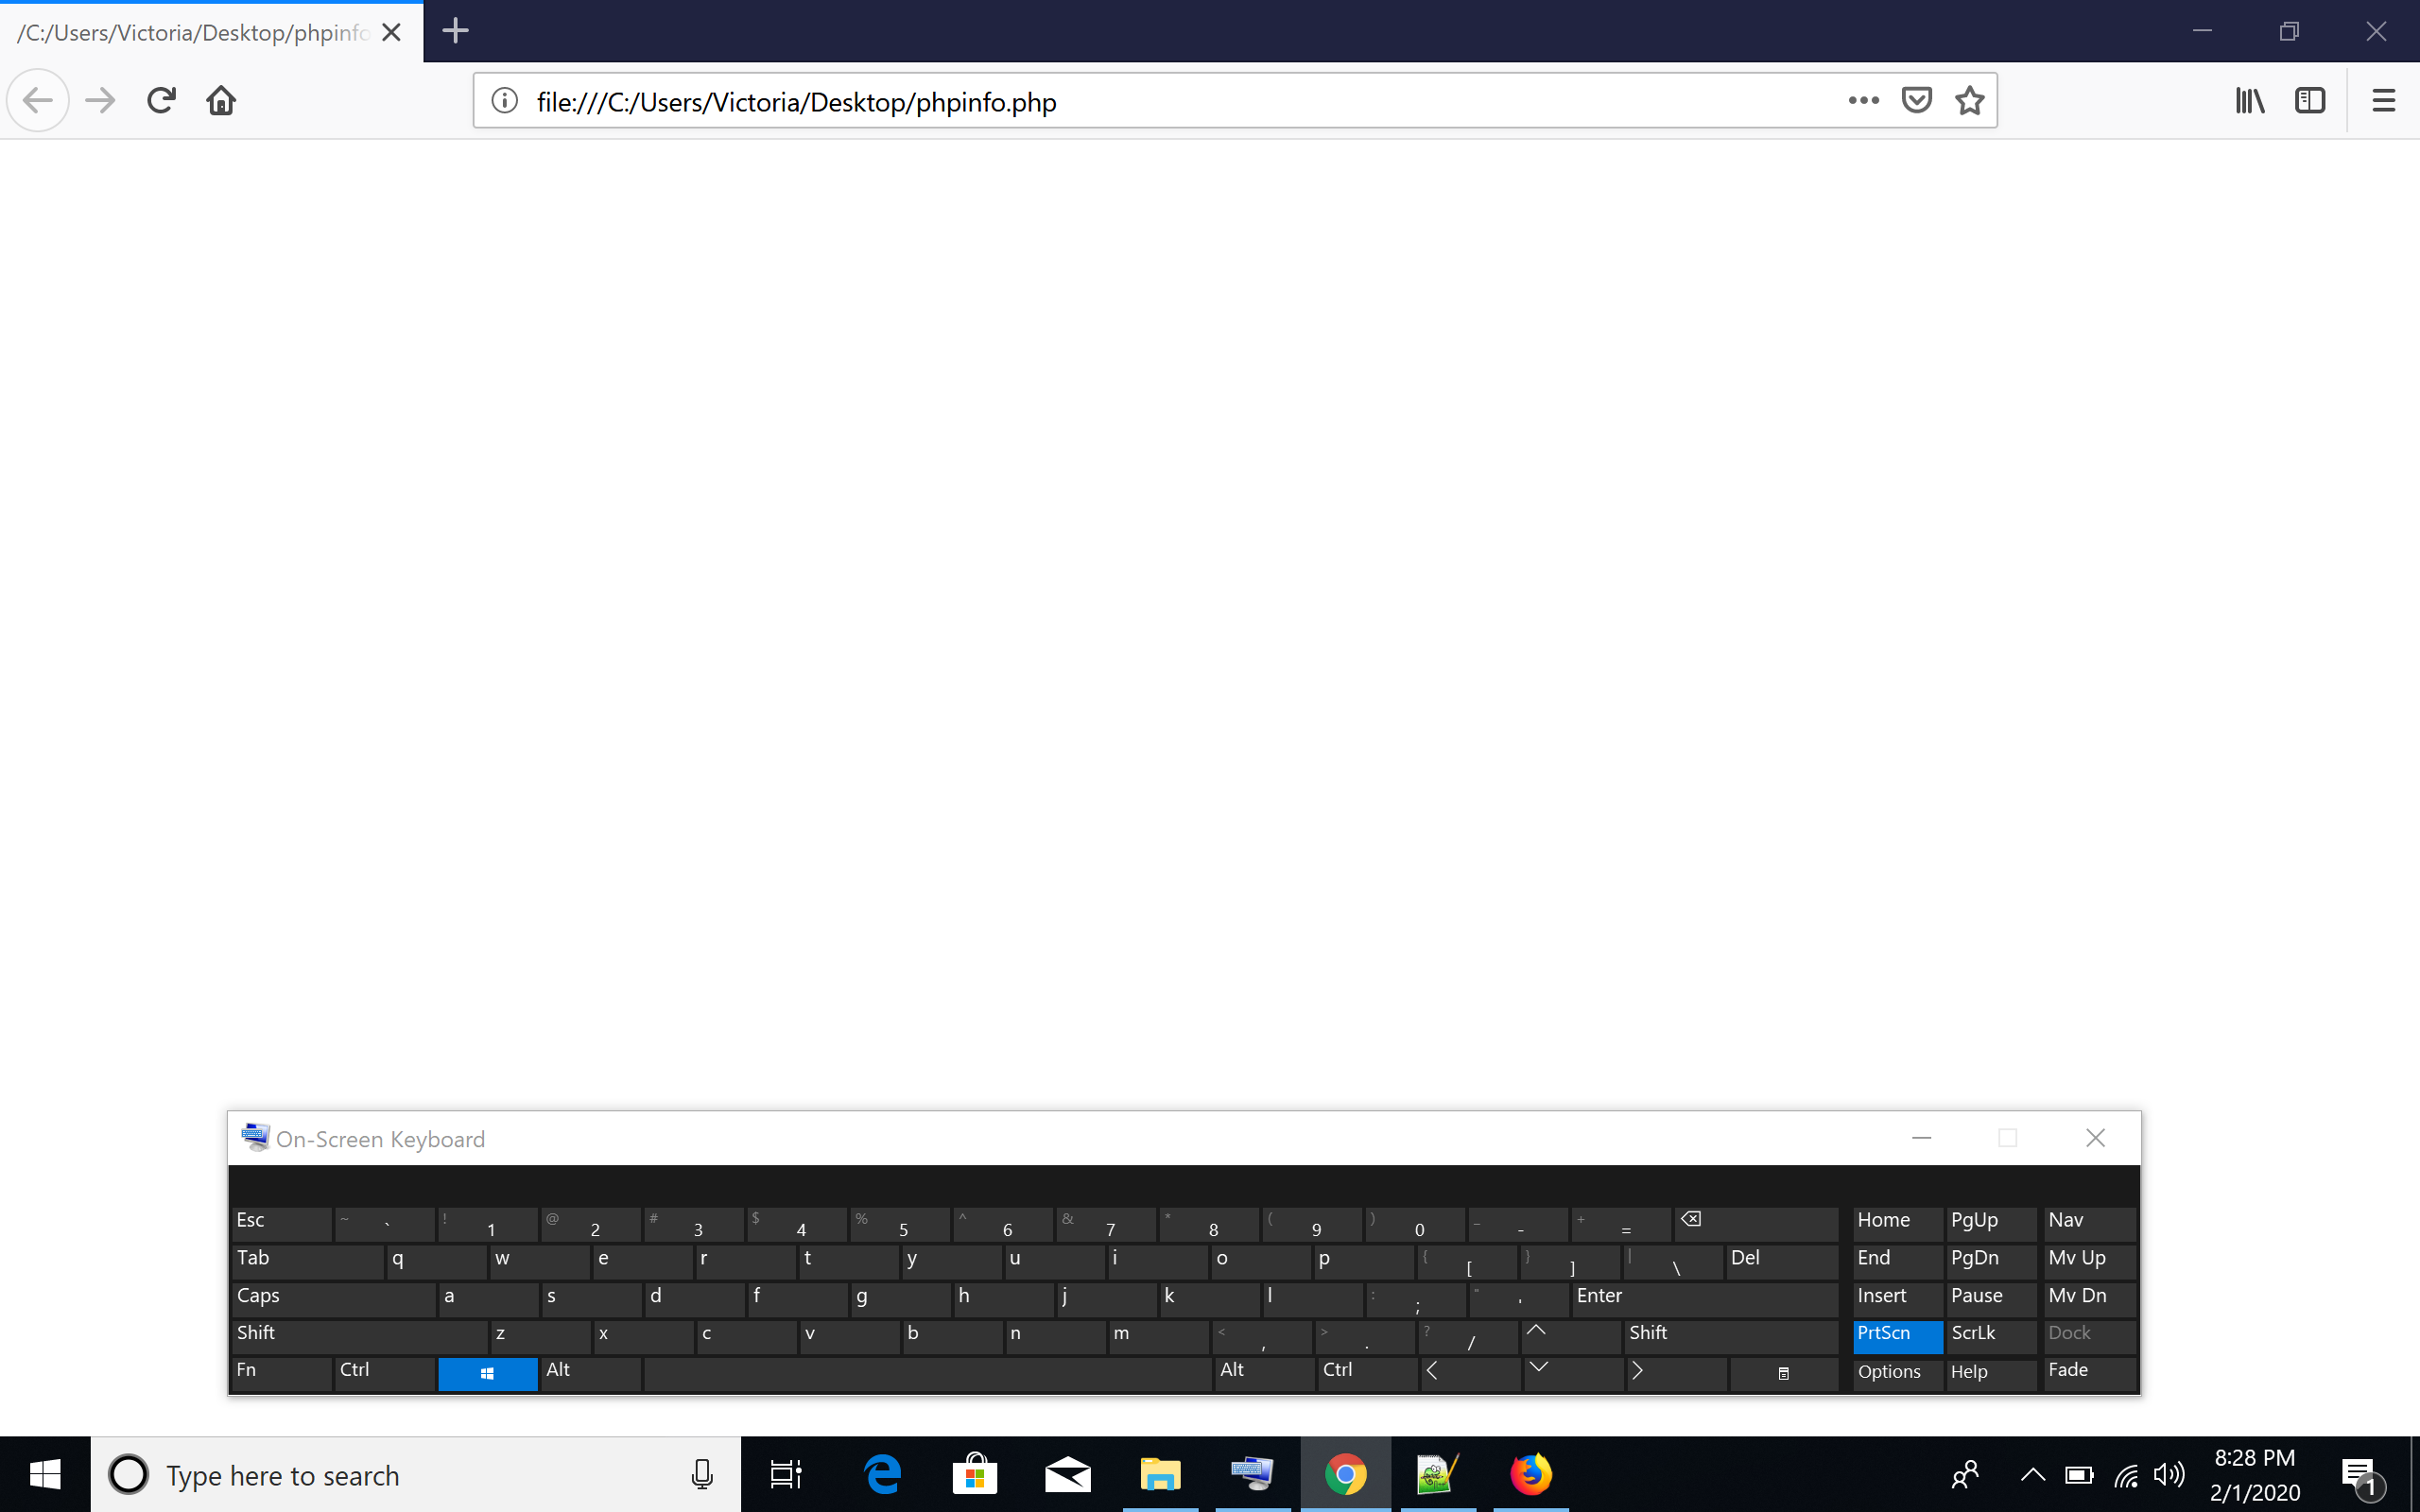 /C:/Users/Victoria/Desktop/phpinfo
file:///C:/Users/Victoria/Desktop/phpinfo.php
On-Screen Keyboard
Esc ~ ` ! 1 @ 2 # 3 $ 4 % 5 ^ 6 & 7 * 8 ( 9 ) 0 _ - + = Home PgUp Nav
Tab q w e r t y u i o p { [ } ] | \ Del End PgDn Mv Up
Caps a s d f g h j k l : ; " ' Enter Insert Pause Mv Dn
Shift z x c v b n m < , > . ? / Shift PrtScn ScrLk Dock
Fn Ctrl Alt Alt Ctrl Options Help Fade
Type here to search
8:28 PM
2/1/2020
1